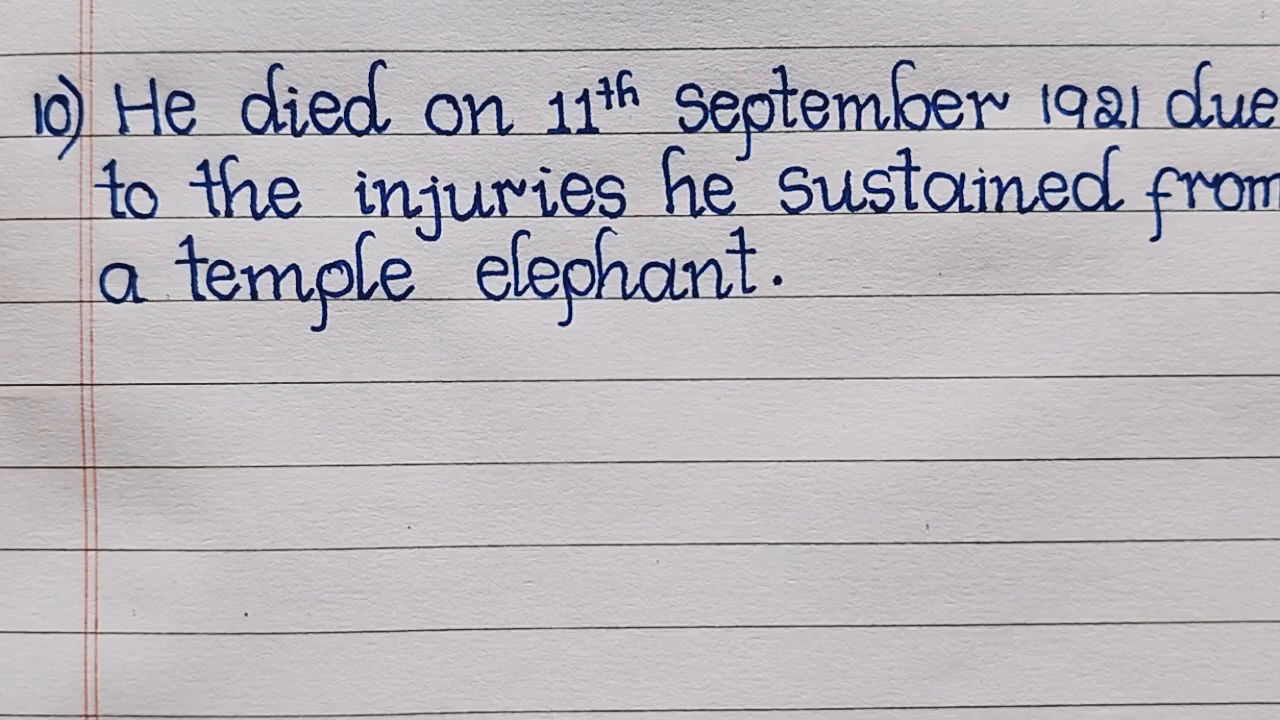 10) He died on 11th September 1921 due
to the injuries he sustained from
a temple elephant.